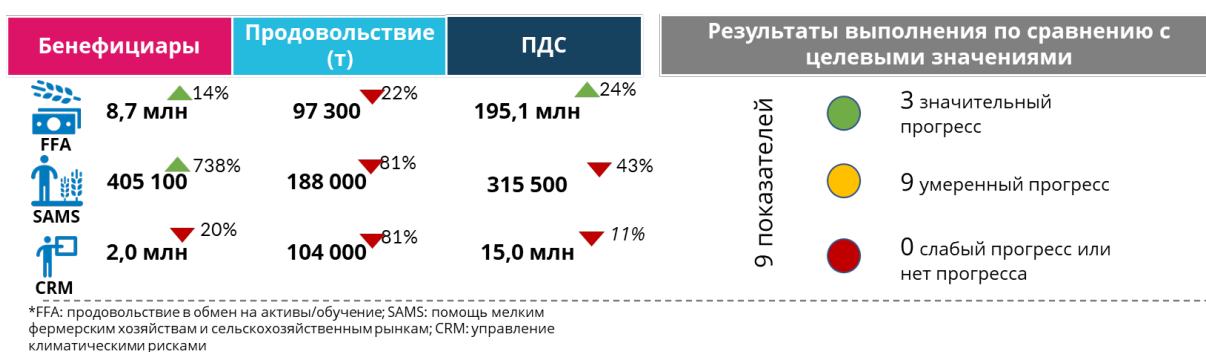 Бенефициары
Продовольствие
(т)
ПДС
Результаты выполнения по сравнению с
целевыми значениями
FFA
8,7 млн
14%
97 300
22%
195,1 млн
24%
SAMS
405 100
738%
188 000
81%
315 500
43%
CRM
2,0 млн
20%
104 000
81%
15,0 млн
11%
9 показателей
3 значительный
прогресс
9 умеренный прогресс
0 слабый прогресс или
нет прогресса
*FFA: продовольствие в обмен на активы/обучение; SAMS: помощь мелким
фермерским хозяйствам и сельскохозяйственным рынкам; CRM: управление
климатическими рисками